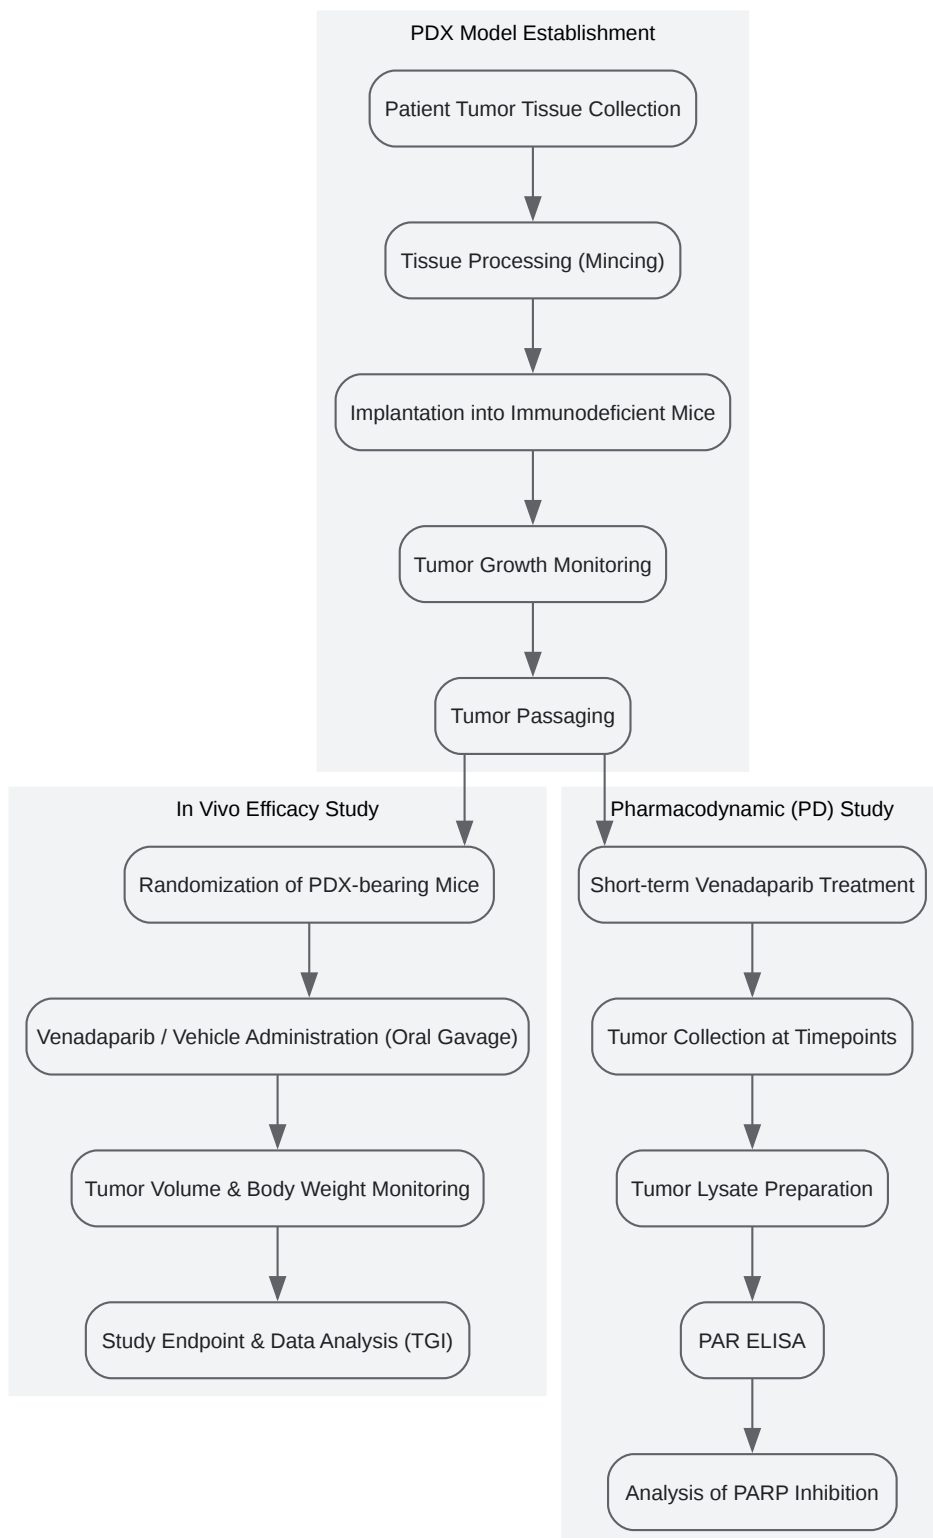 PDX Model Establishment
Patient Tumor Tissue Collection
Tissue Processing (Mincing)
Implantation into Immunodeficient Mice
Tumor Growth Monitoring
Tumor Passaging
In Vivo Efficacy Study
Randomization of PDX-bearing Mice
Venadaparib / Vehicle Administration (Oral Gavage)
Tumor Volume & Body Weight Monitoring
Study Endpoint & Data Analysis (TGI)
Pharmacodynamic (PD) Study
Short-term Venadaparib Treatment
Tumor Collection at Timepoints
Tumor Lysate Preparation
PAR ELISA
Analysis of PARP Inhibition